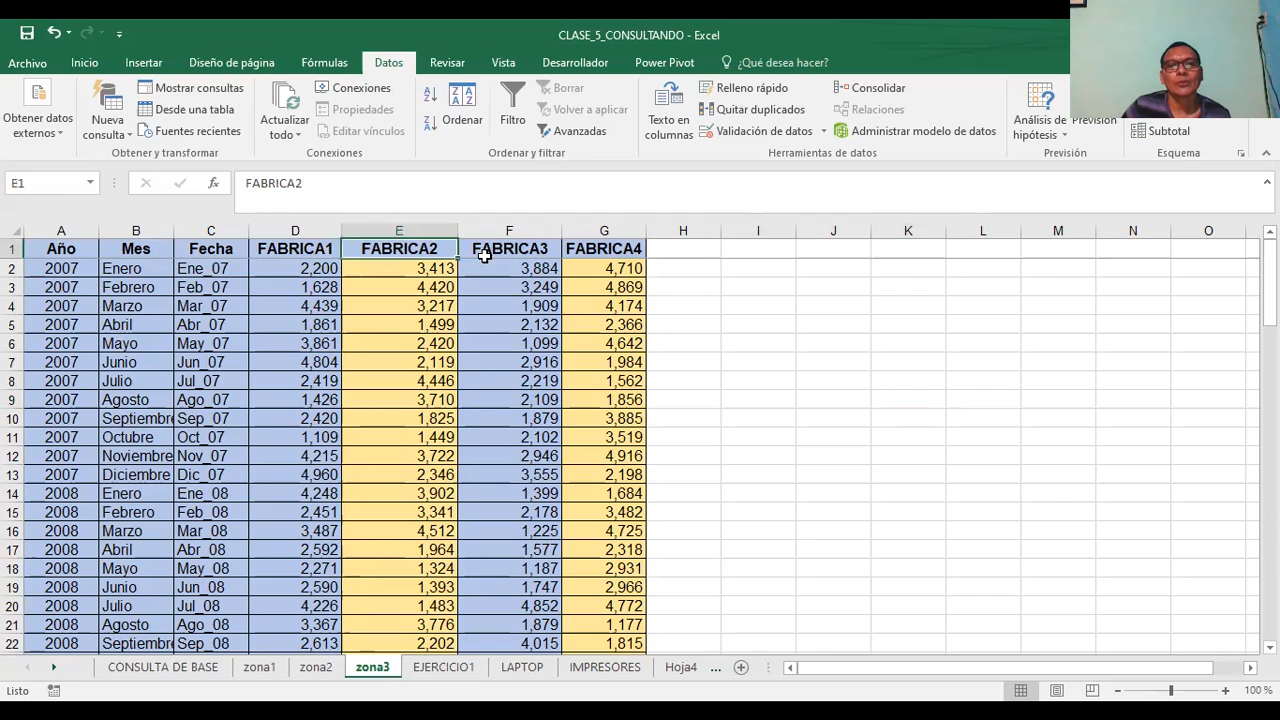 CLASE_5_CONSULTANDO - Excel
Archivo Inicio Insertar Diseño de página Fórmulas Datos Revisar Vista Desarrollador Power Pivot ¿Qué desea hacer?
Obtener datos externos
Nueva consulta
Mostrar consultas
Desde una tabla
Fuentes recientes
Obtener y transformar
Actualizar todo
Conexiones
Propiedades
Editar vínculos
Conexiones
Ordenar
Filtro
Borrar
Volver a aplicar
Avanzadas
Ordenar y filtrar
Texto en columnas
Relleno rápido
Quitar duplicados
Validación de datos
Consolidar
Relaciones
Administrar modelo de datos
Herramientas de datos
Análisis de hipótesis
Previsión
Previsión
Subtotal
Esquema
E1 FABRICA2
A B C D E F G H I J K L M N O
1 Año Mes Fecha FABRICA1 FABRICA2 FABRICA3 FABRICA4
2 2007 Enero Ene_07 2,200 3,413 3,884 4,710
3 2007 Febrero Feb_07 1,628 4,420 3,249 4,869
4 2007 Marzo Mar_07 4,439 3,217 1,909 4,174
5 2007 Abril Abr_07 1,861 1,499 2,132 2,366
6 2007 Mayo May_07 3,861 2,420 1,099 4,642
7 2007 Junio Jun_07 4,804 2,119 2,916 1,984
8 2007 Julio Jul_07 2,419 4,446 2,219 1,562
9 2007 Agosto Ago_07 1,426 3,710 2,109 1,856
10 2007 Septiembre Sep_07 2,420 1,825 1,879 3,885
11 2007 Octubre Oct_07 1,109 1,449 2,102 3,519
12 2007 Noviembre Nov_07 4,215 3,722 2,946 4,916
13 2007 Diciembre Dic_07 4,960 2,346 3,555 2,198
14 2008 Enero Ene_08 4,248 3,902 1,399 1,684
15 2008 Febrero Feb_08 2,451 3,341 2,178 3,482
16 2008 Marzo Mar_08 3,487 4,512 1,225 4,725
17 2008 Abril Abr_08 2,592 1,964 1,577 2,318
18 2008 Mayo May_08 2,271 1,324 1,187 2,931
19 2008 Junio Jun_08 2,590 1,393 1,747 2,966
20 2008 Julio Jul_08 4,226 1,483 4,852 4,772
21 2008 Agosto Ago_08 3,367 3,776 1,879 1,177
22 2008 Septiembre Sep_08 2,613 2,202 4,015 1,815
CONSULTA DE BASE zona1 zona2 zona3 EJERCICIO1 LAPTOP IMPRESORES Hoja4 ...
Listo 100 %